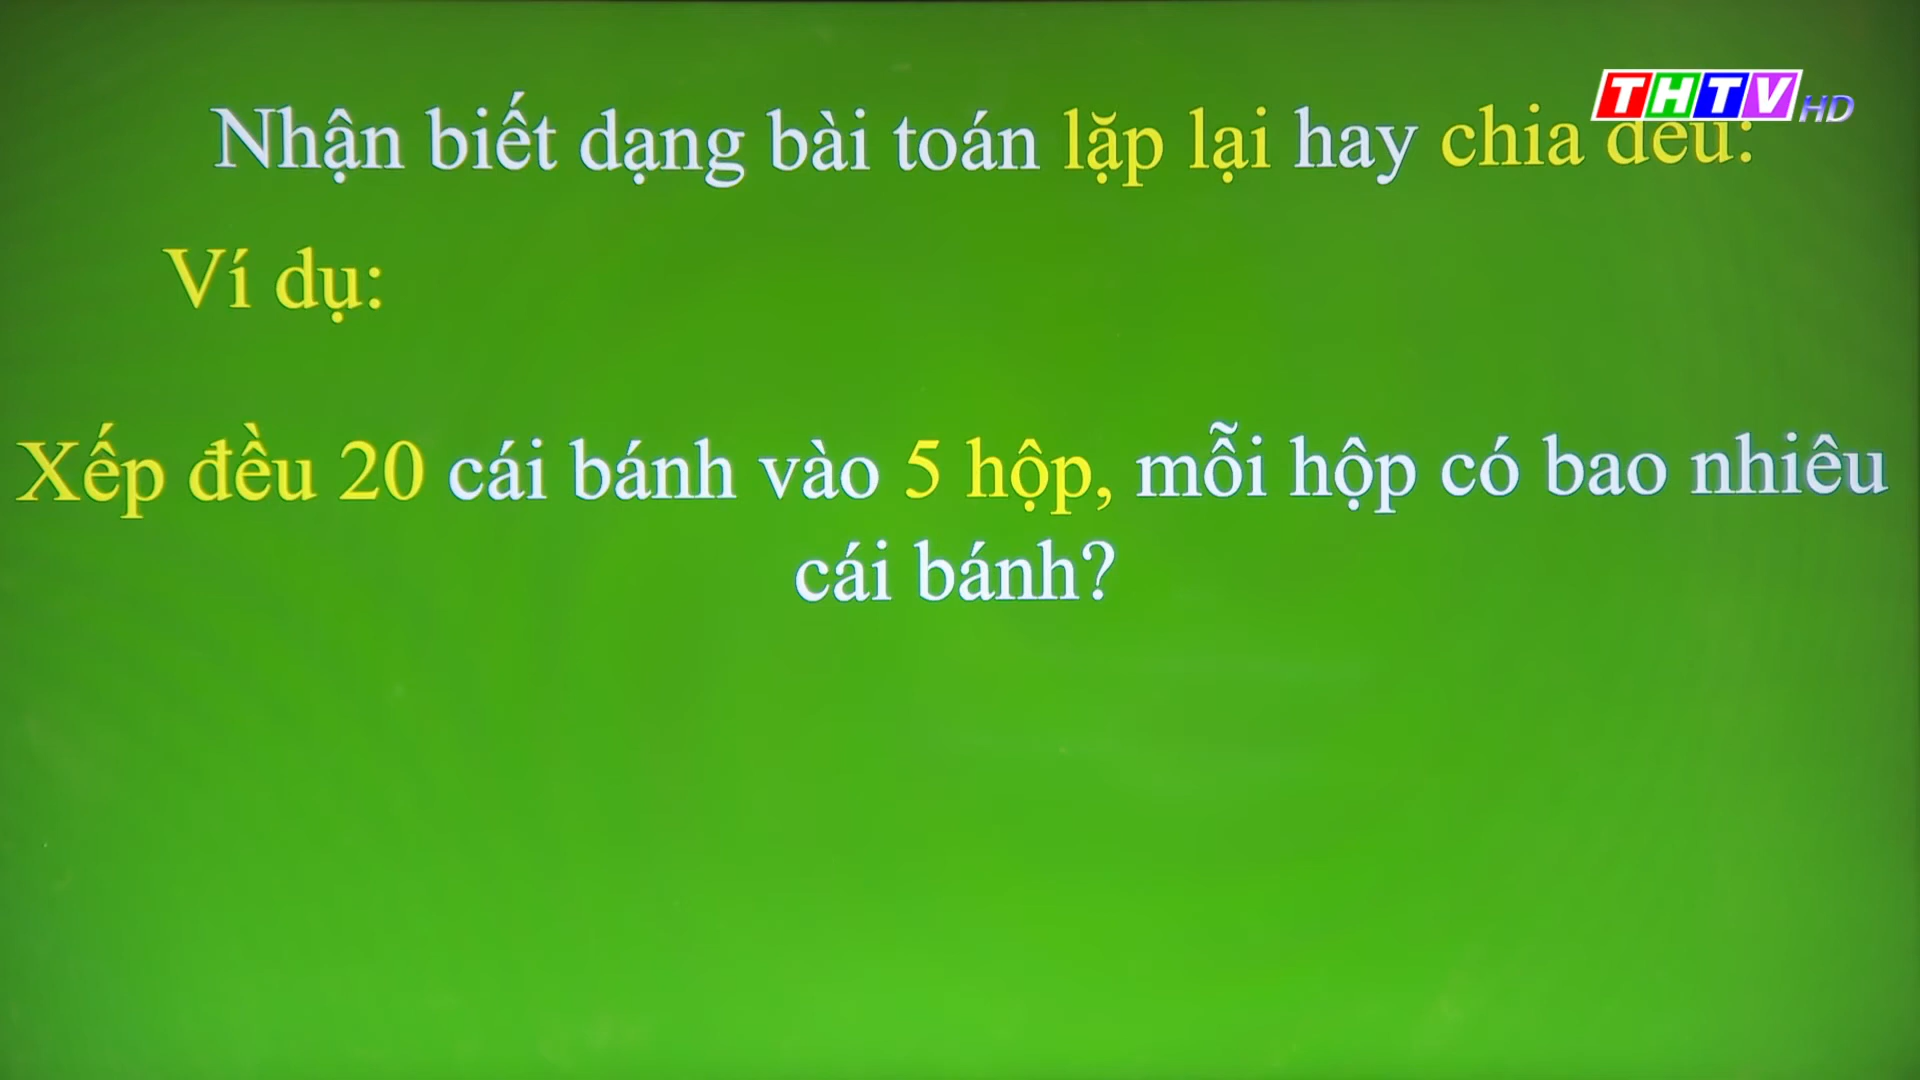 THTV HD
Nhận biết dạng bài toán lặp lại hay chia đều:
Ví dụ:
Xếp đều 20 cái bánh vào 5 hộp, mỗi hộp có bao nhiêu
cái bánh?